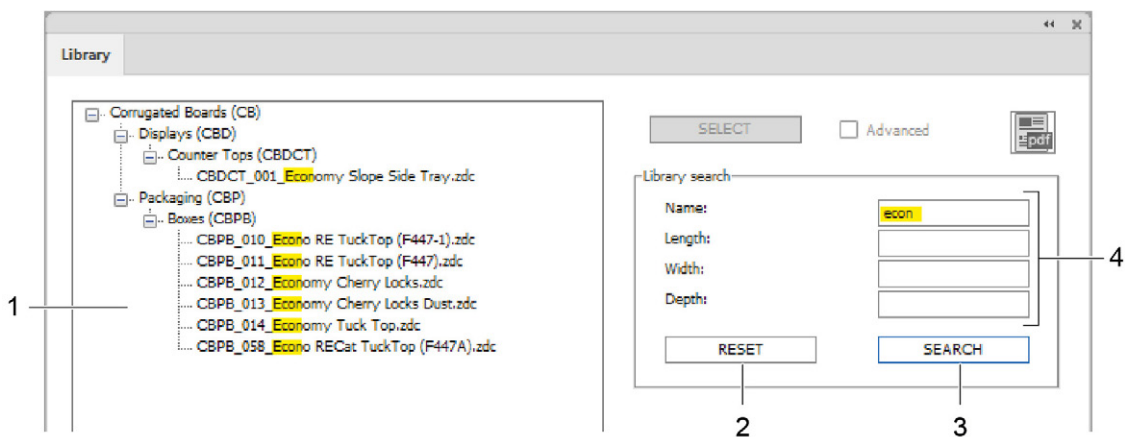 Library
Corrugated Boards (CB)
Displays (CBD)
Counter Tops (CBDCT)
CBDCT_001_Economy Slope Side Tray.zdc
Packaging (CBP)
Boxes (CBPB)
CBPB_010_Econo RE TuckTop (F447-1).zdc
CBPB_011_Econo RE TuckTop (F447).zdc
CBPB_012_Economy Cherry Locks.zdc
CBPB_013_Economy Cherry Locks Dust.zdc
CBPB_014_Economy Tuck Top.zdc
CBPB_058_Econo RECat TuckTop (F447A).zdc
1
SELECT
Advanced
pdf
Library search
Name:
econ
Length:
Width:
Depth:
4
RESET
SEARCH
2
3